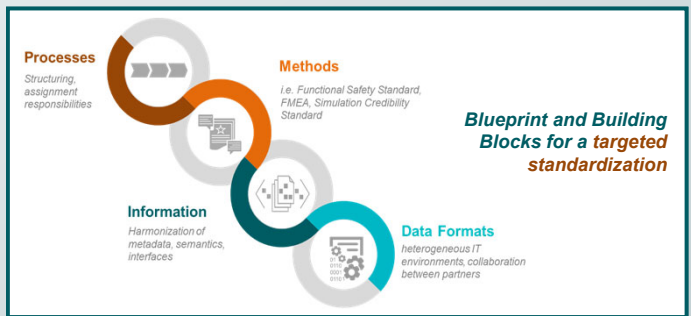 Processes
Structuring,
assignment
responsibilities
Methods
i.e. Functional Safety Standard,
FMEA, Simulation Credibility
Standard
Blueprint and Building
Blocks for a targeted
standardization
Information
Harmonization of
metadata, semantics,
interfaces
Data Formats
heterogeneous IT
environments, collaboration
between partners